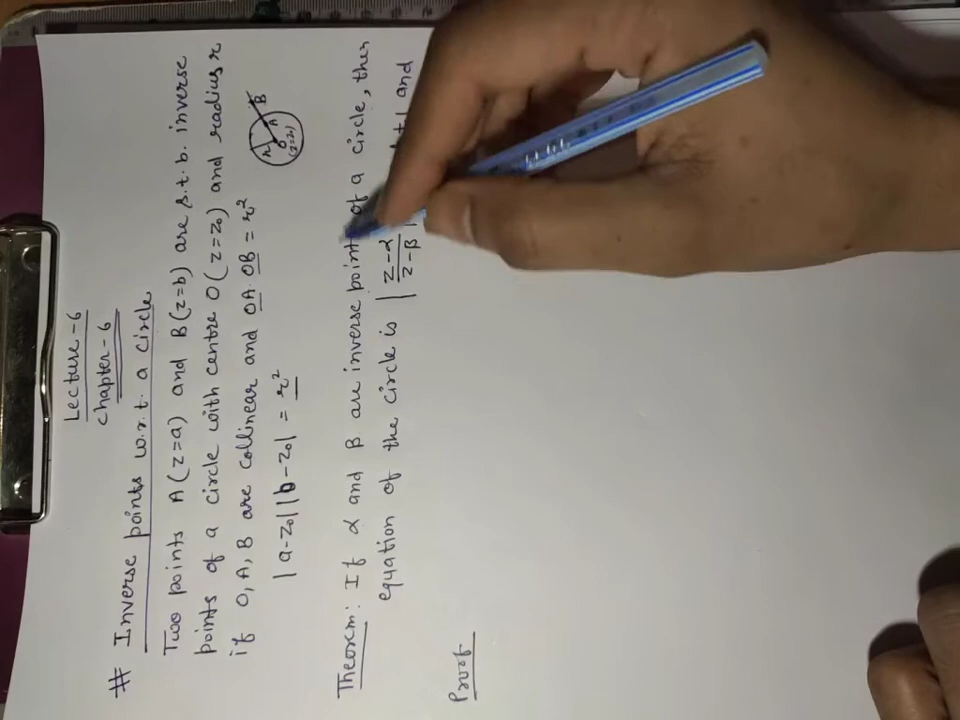 Lecture-6
chapter-6
# Inverse points w.r.t. a circle
Two points A(z=a) and B(z=b) are s.t.b. inverse
points of a circle with centre O(z=z₀) and radius r
if O, A, B are collinear and OA·OB = r²
r A B
O
(z=z₀)
|a-z₀||b-z₀| = r²
Theorem: If α and β are inverse points of a circle, then
equation of the circle is |z-α/z-β| and
Proof